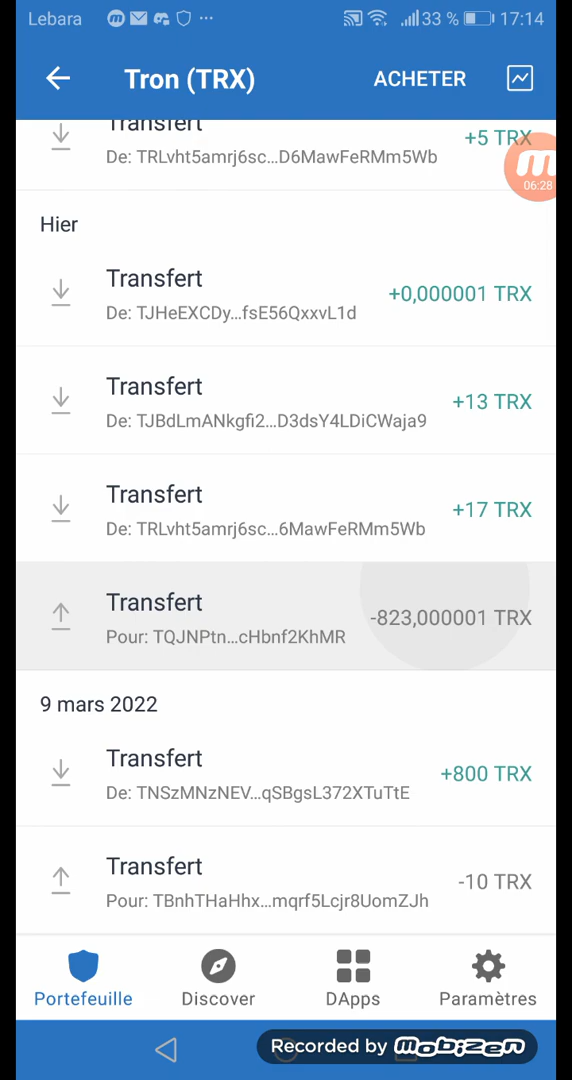 Lebara 33 % 17:14
Tron (TRX) ACHETER
Transfert
+5 TRX
De: TRLvht5amrj6sc...D6MawFeRMm5Wb
06:28
Hier
Transfert
+0,000001 TRX
De: TJHeEXCDy...fsE56QxxvL1d
Transfert
+13 TRX
De: TJBdLmANkgfi2...D3dsY4LDiCWaja9
Transfert
+17 TRX
De: TRLvht5amrj6sc...6MawFeRMm5Wb
Transfert
-823,000001 TRX
Pour: TQJNPtn...cHbnf2KhMR
9 mars 2022
Transfert
+800 TRX
De: TNSzMNzNEV...qSBgsL372XTuTtE
Transfert
-10 TRX
Pour: TBnhTHaHhx...mqrf5Lcjr8UomZJh
Portefeuille Discover DApps Paramètres
Recorded by mobizen